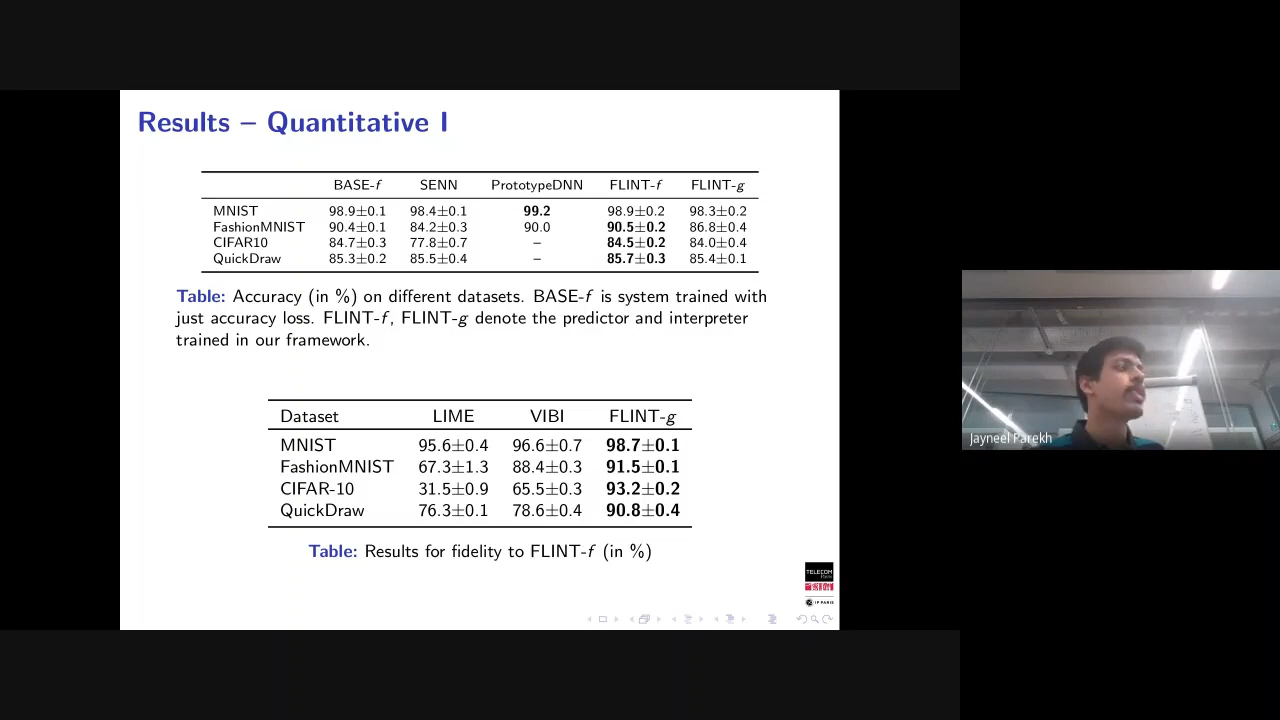 Results – Quantitative I
BASE-f SENN PrototypeDNN FLINT-f FLINT-g
MNIST 98.9±0.1 98.4±0.1 99.2 98.9±0.2 98.3±0.2
FashionMNIST 90.4±0.1 84.2±0.3 90.0 90.5±0.2 86.8±0.4
CIFAR10 84.7±0.3 77.8±0.7 – 84.5±0.2 84.0±0.4
QuickDraw 85.3±0.2 85.5±0.4 – 85.7±0.3 85.4±0.1
Table: Accuracy (in %) on different datasets. BASE-f is system trained with
just accuracy loss. FLINT-f, FLINT-g denote the predictor and interpreter
trained in our framework.
Dataset LIME VIBI FLINT-g
MNIST 95.6±0.4 96.6±0.7 98.7±0.1
FashionMNIST 67.3±1.3 88.4±0.3 91.5±0.1
CIFAR-10 31.5±0.9 65.5±0.3 93.2±0.2
QuickDraw 76.3±0.1 78.6±0.4 90.8±0.4
Table: Results for fidelity to FLINT-f (in %)
TELECOM
Paris
IP PARIS
Jayneel Parekh